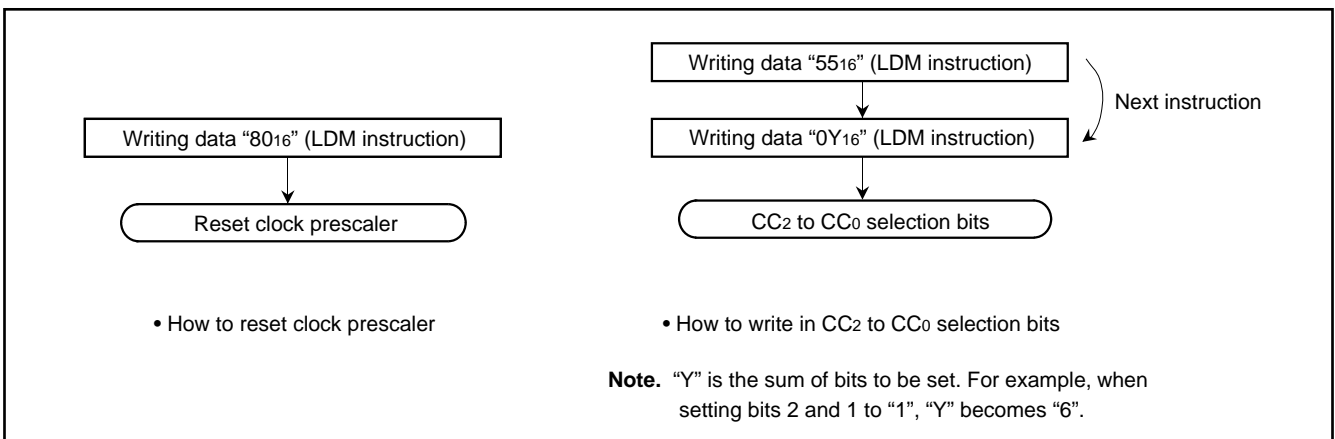 Writing data “8016” (LDM instruction)
Reset clock prescaler
• How to reset clock prescaler
Writing data “5516” (LDM instruction)
Next instruction
Writing data “0Y16” (LDM instruction)
CC2 to CC0 selection bits
• How to write in CC2 to CC0 selection bits
Note. “Y” is the sum of bits to be set. For example, when
setting bits 2 and 1 to “1”, “Y” becomes “6”.